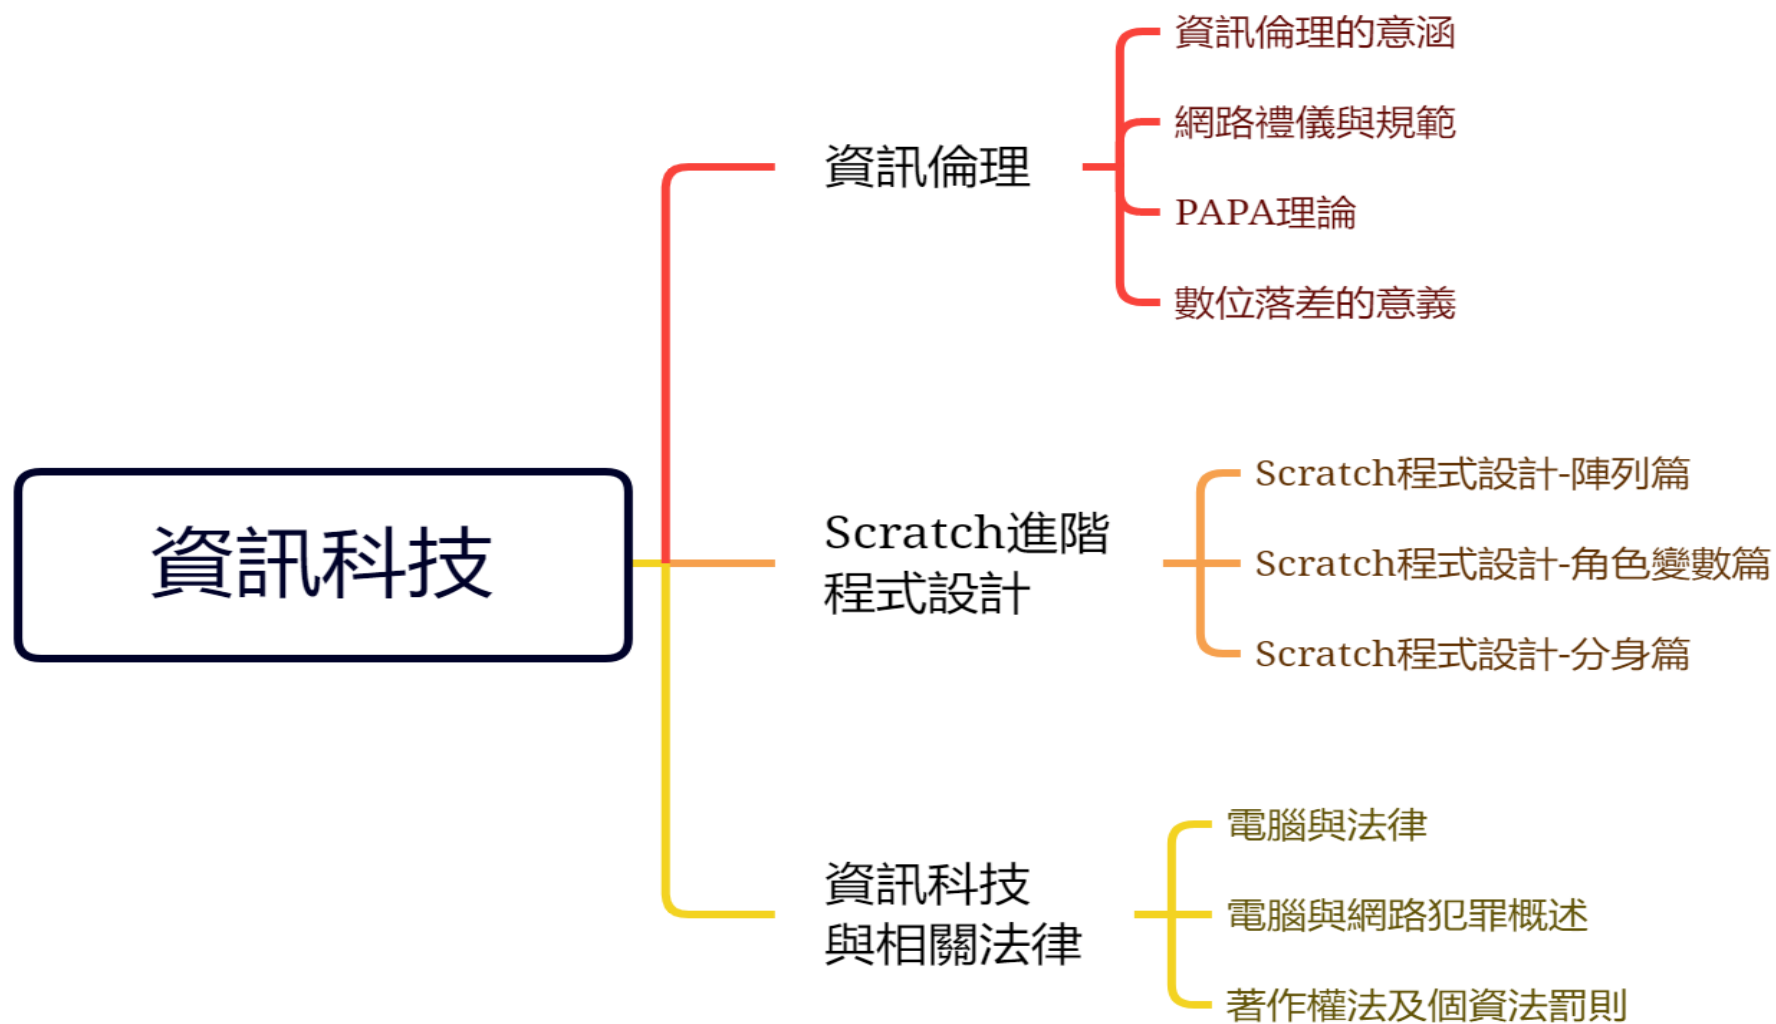 資訊科技
資訊倫理
資訊倫理的意涵
網路禮儀與規範
PAPA理論
數位落差的意義
Scratch進階
程式設計
Scratch程式設計-陣列篇
Scratch程式設計-角色變數篇
Scratch程式設計-分身篇
資訊科技
與相關法律
電腦與法律
電腦與網路犯罪概述
著作權法及個資法罰則